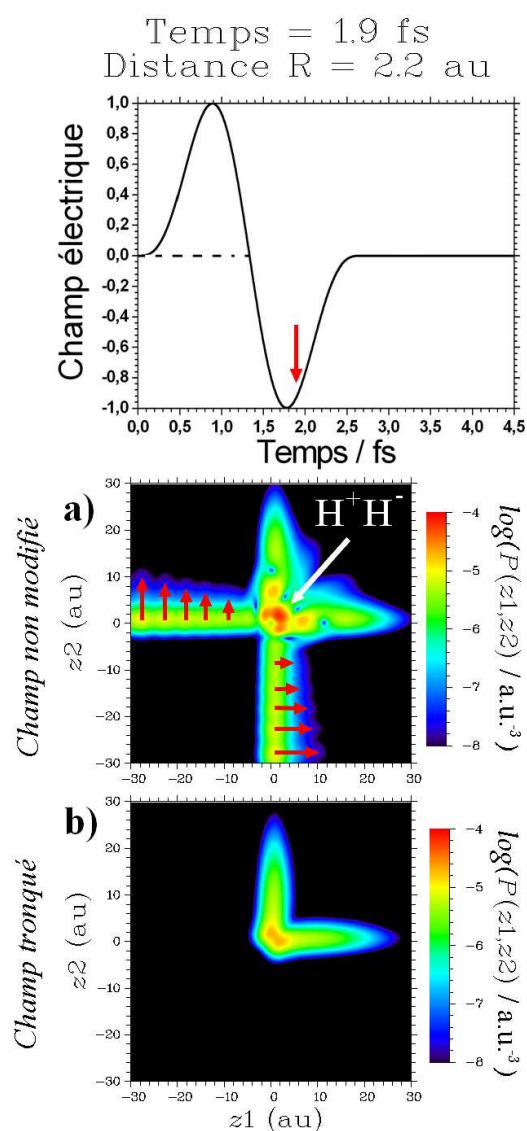 Temps = 1.9 fs
Distance R = 2.2 au
Champ électrique
1,0
0,8
0,6
0,4
0,2
0,0
-0,2
-0,4
-0,6
-0,8
-1,0
0,0 0,5 1,0 1,5 2,0 2,5 3,0 3,5 4,0 4,5
Temps / fs
Champ non modifié
a)
H⁺H⁻
z2 (au)
30
20
10
0
-10
-20
-30
-30 -20 -10 0 10 20 30
-4
-5
-6
-7
-8
log(P(z1,z2) / a.u.⁻³)
Champ tronqué
b)
z2 (au)
30
20
10
0
-10
-20
-30
-30 -20 -10 0 10 20 30
z1 (au)
-4
-5
-6
-7
-8
log(P(z1,z2) / a.u.⁻³)